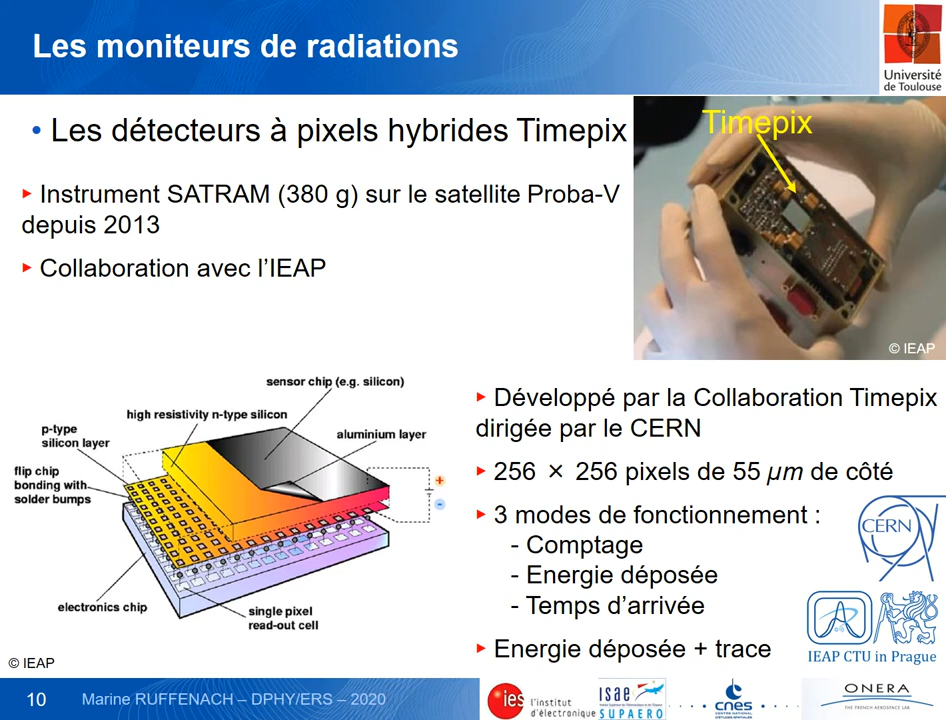 Les moniteurs de radiations
Université
de Toulouse
• Les détecteurs à pixels hybrides Timepix
Timepix
Instrument SATRAM (380 g) sur le satellite Proba-V
depuis 2013
Collaboration avec l’IEAP
© IEAP
sensor chip (e.g. silicon)
high resistivity n-type silicon
p-type
silicon layer
aluminium layer
flip chip
bonding with
solder bumps
+
-
electronics chip
single pixel
read-out cell
© IEAP
Développé par la Collaboration Timepix
dirigée par le CERN
256 × 256 pixels de 55 µm de côté
3 modes de fonctionnement :
- Comptage
- Energie déposée
- Temps d’arrivée
Energie déposée + trace
CERN
IEAP CTU in Prague
10
Marine RUFFENACH – DPHY/ERS – 2020
ies
l'institut
d'électronique
isae
SUPAERO
cnes
CENTRE NATIONAL
D'ÉTUDES SPATIALES
ONERA
THE FRENCH AEROSPACE LAB